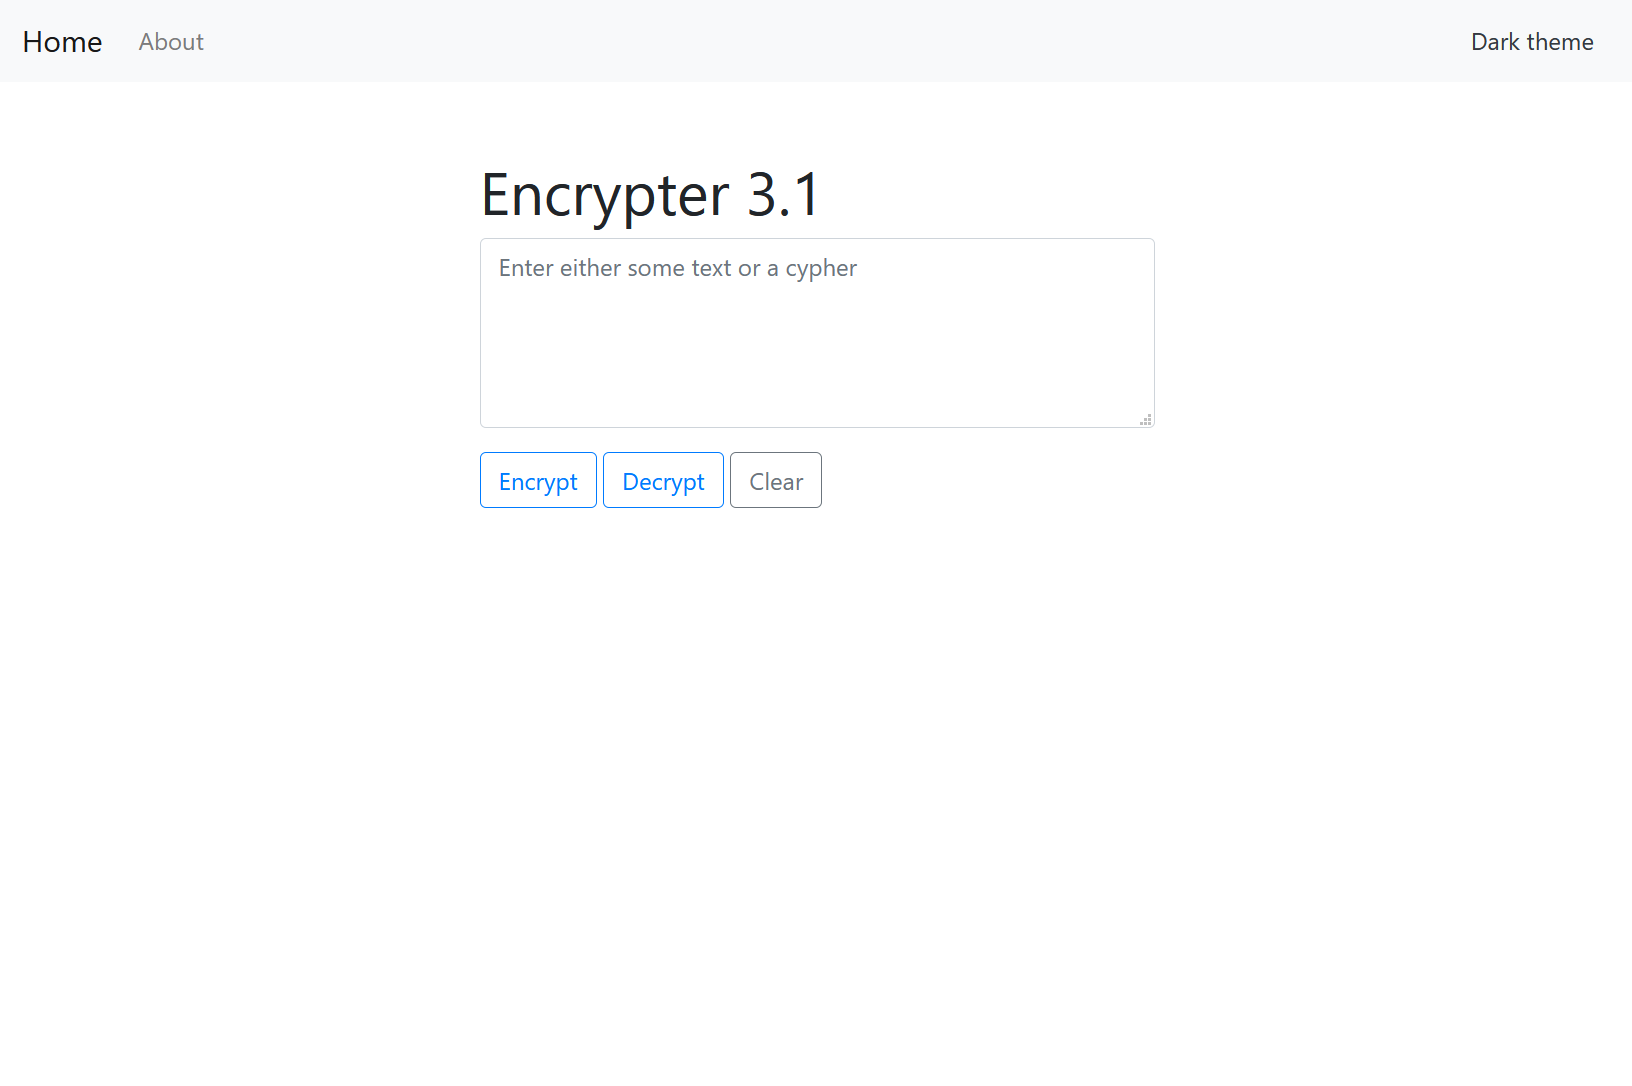 Home About Dark theme
Encrypter 3.1
Enter either some text or a cypher
Encrypt Decrypt Clear